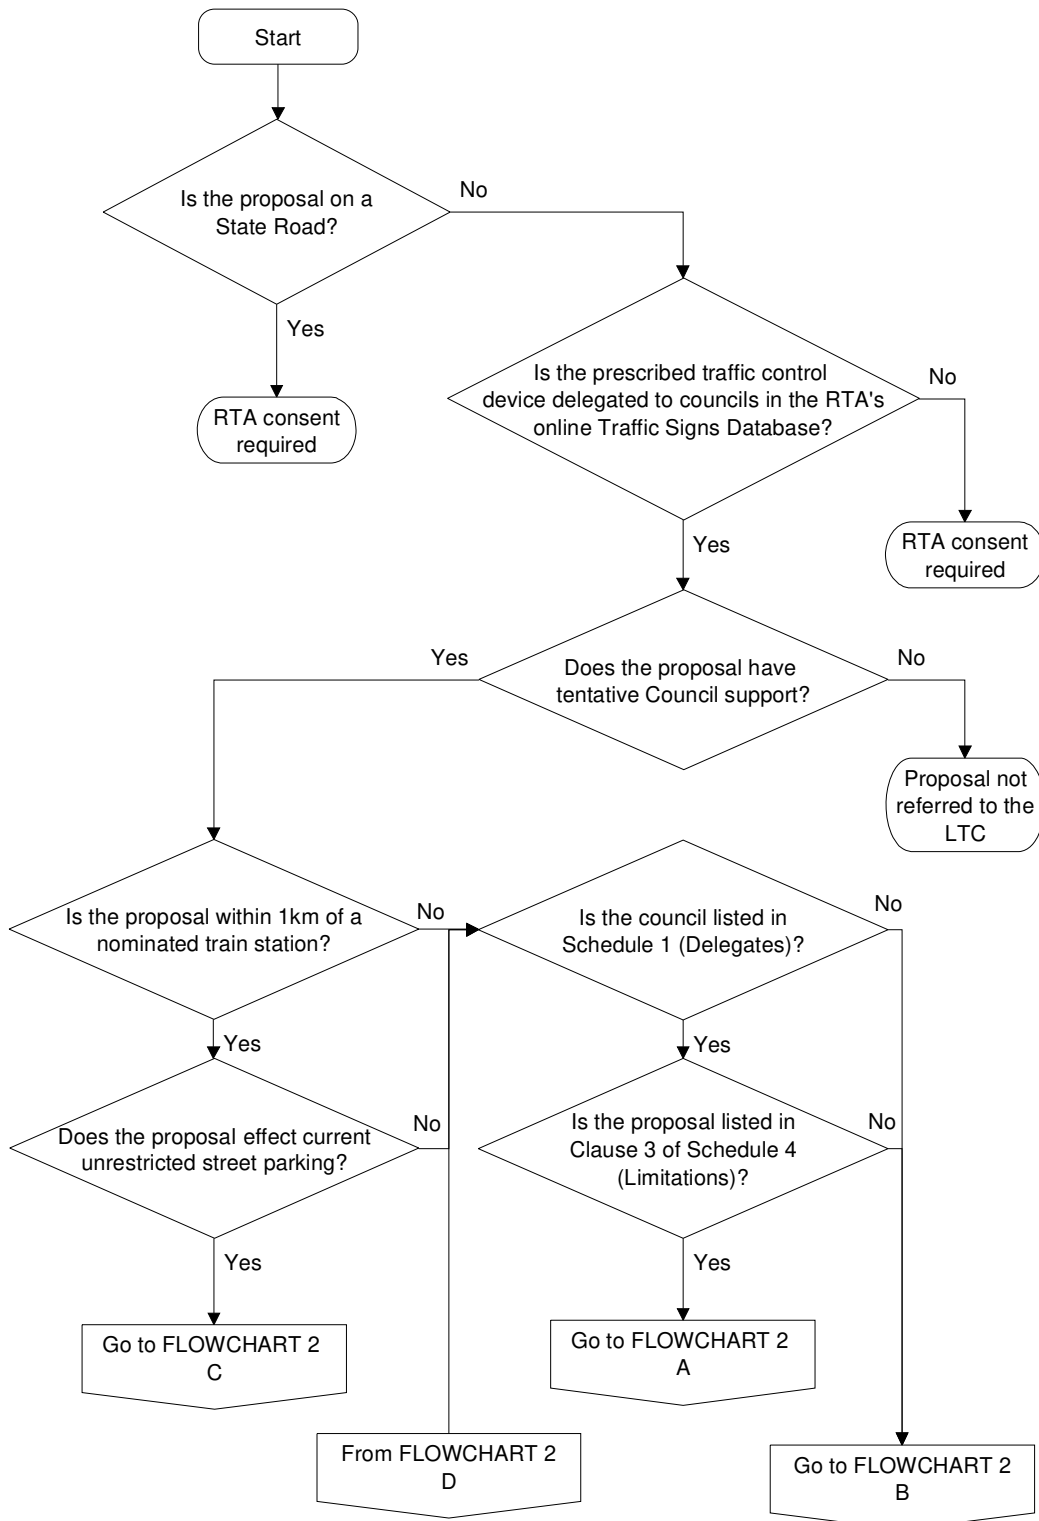 Start
Is the proposal on a
State Road?
No
Yes
RTA consent
required
Is the prescribed traffic control
device delegated to councils in the RTA's
online Traffic Signs Database?
No
Yes
RTA consent
required
Does the proposal have
tentative Council support?
Yes
No
Proposal not
referred to the
LTC
Is the proposal within 1km of a
nominated train station?
No
Yes
Is the council listed in
Schedule 1 (Delegates)?
No
Yes
Does the proposal effect current
unrestricted street parking?
No
Yes
Is the proposal listed in
Clause 3 of Schedule 4
(Limitations)?
No
Yes
Go to FLOWCHART 2
C
Go to FLOWCHART 2
A
From FLOWCHART 2
D
Go to FLOWCHART 2
B